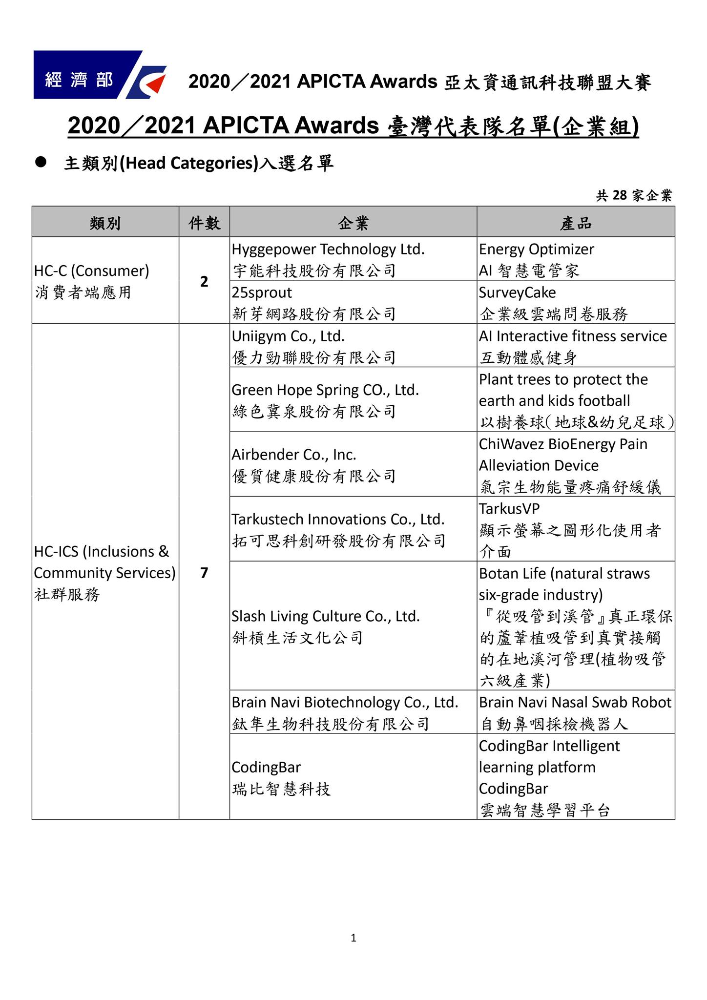 經濟部
2020／2021 APICTA Awards 亞太資通訊科技聯盟大賽
2020／2021 APICTA Awards 臺灣代表隊名單(企業組)
● 主類別(Head Categories)入選名單
共 28 家企業
類別 件數 企業 產品
HC-C (Consumer)
消費者端應用
2
Hyggepower Technology Ltd.
宇能科技股份有限公司
Energy Optimizer
AI 智慧電管家
25sprout
新芽網路股份有限公司
SurveyCake
企業級雲端問卷服務
HC-ICS (Inclusions &
Community Services)
社群服務
7
Uniigym Co., Ltd.
優力勁聯股份有限公司
AI Interactive fitness service
互動體感健身
Green Hope Spring CO., Ltd.
綠色冀泉股份有限公司
Plant trees to protect the
earth and kids football
以樹養球（地球&幼兒足球）
Airbender Co., Inc.
優質健康股份有限公司
ChiWavez BioEnergy Pain
Alleviation Device
氣宗生物能量疼痛舒緩儀
Tarkustech Innovations Co., Ltd.
拓可思科創研發股份有限公司
TarkusVP
顯示螢幕之圖形化使用者
介面
Slash Living Culture Co., Ltd.
斜槓生活文化公司
Botan Life (natural straws
six-grade industry)
『從吸管到溪管』真正環保
的蘆葦植吸管到真實接觸
的在地溪河管理(植物吸管
六級產業)
Brain Navi Biotechnology Co., Ltd.
鈦隼生物科技股份有限公司
Brain Navi Nasal Swab Robot
自動鼻咽採檢機器人
CodingBar
瑞比智慧科技
CodingBar Intelligent
learning platform
CodingBar
雲端智慧學習平台
1